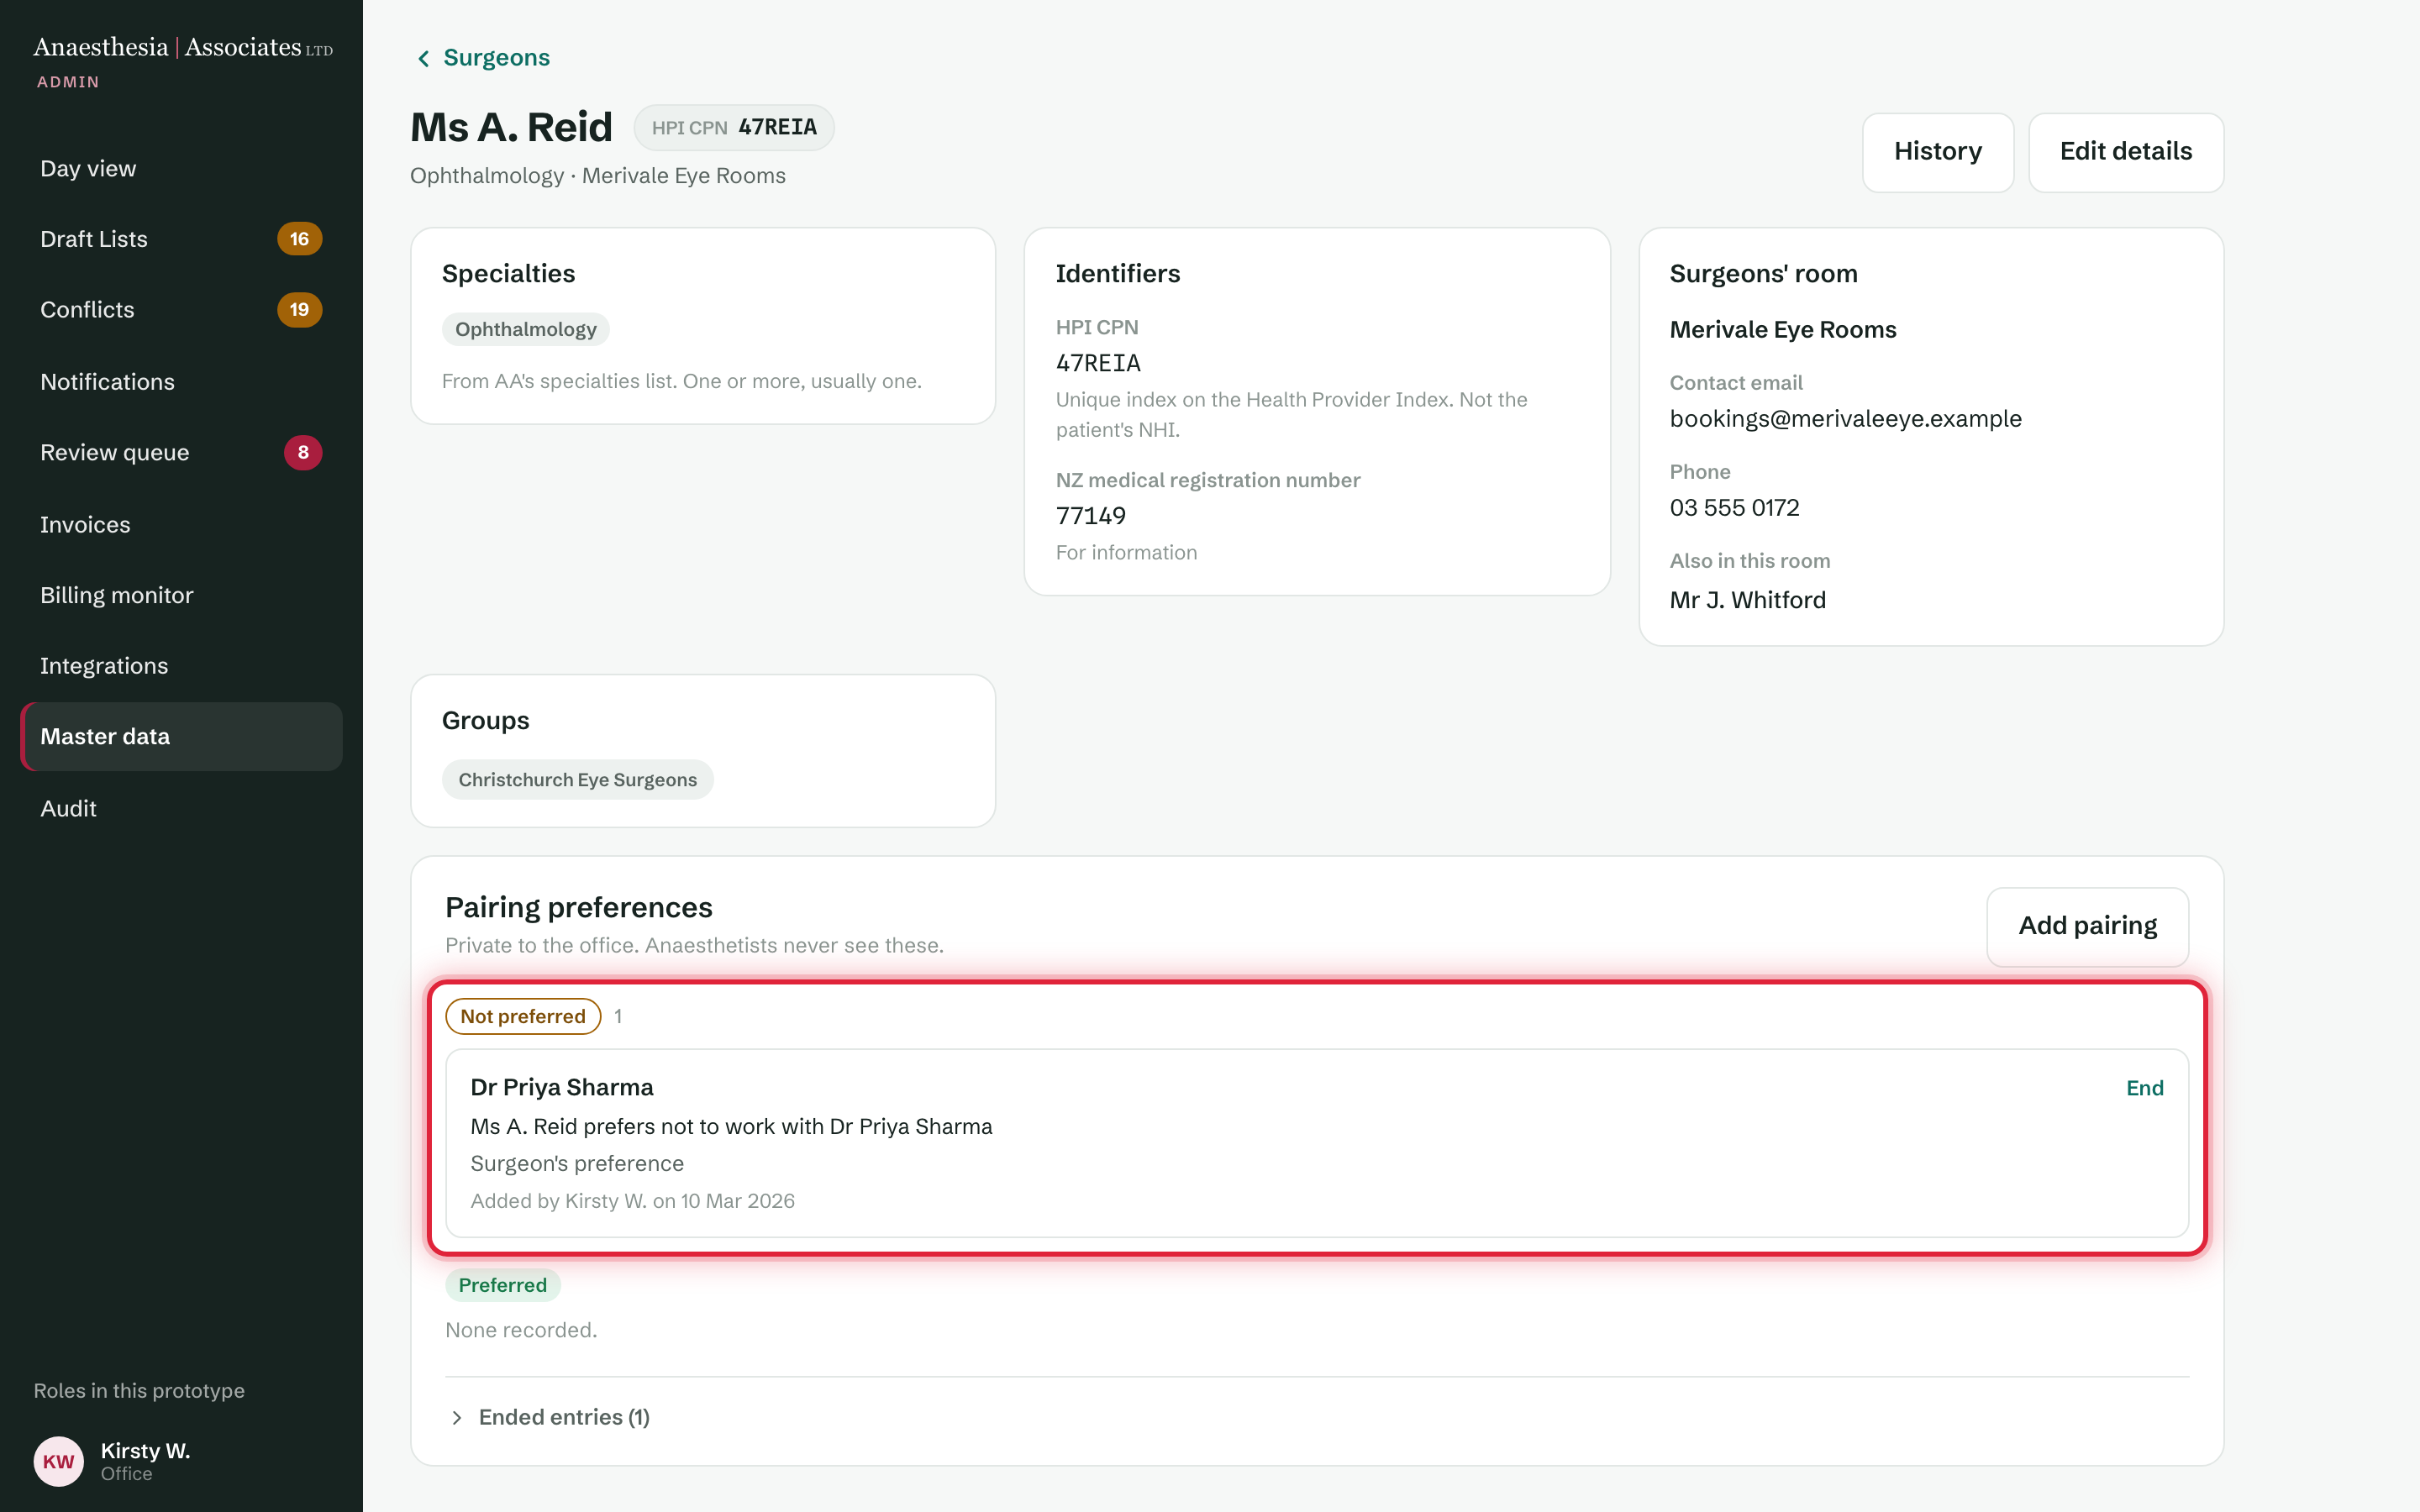 Anaesthesia | Associates LTD
ADMIN
Day view
Draft Lists 16
Conflicts 19
Notifications
Review queue 8
Invoices
Billing monitor
Integrations
Master data
Audit
Roles in this prototype
KW
Kirsty W.
Office
Surgeons
Ms A. Reid HPI CPN 47REIA
Ophthalmology · Merivale Eye Rooms
History Edit details
Specialties
Ophthalmology
From AA's specialties list. One or more, usually one.
Identifiers
HPI CPN
47REIA
Unique index on the Health Provider Index. Not the
patient's NHI.
NZ medical registration number
77149
For information
Surgeons' room
Merivale Eye Rooms
Contact email
bookings@merivaleeye.example
Phone
03 555 0172
Also in this room
Mr J. Whitford
Groups
Christchurch Eye Surgeons
Pairing preferences
Private to the office. Anaesthetists never see these.
Add pairing
Not preferred 1
Dr Priya Sharma End
Ms A. Reid prefers not to work with Dr Priya Sharma
Surgeon's preference
Added by Kirsty W. on 10 Mar 2026
Preferred
None recorded.
Ended entries (1)